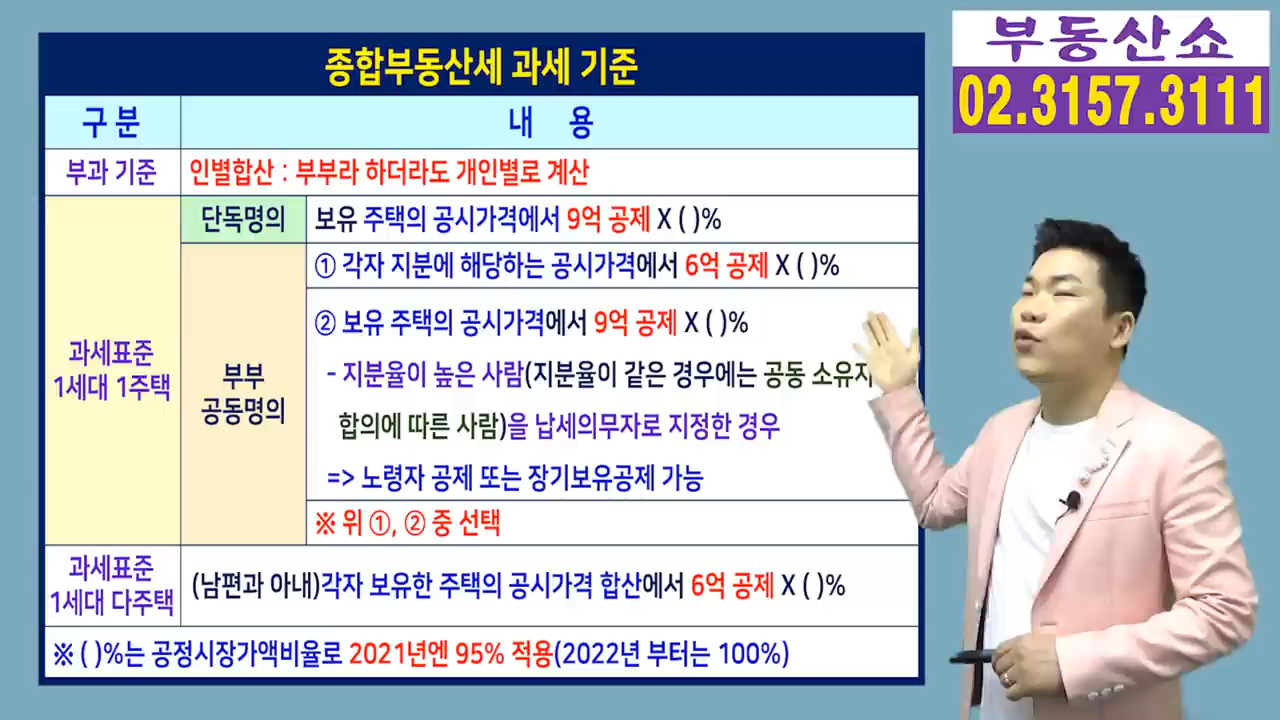 부동산쇼
02.3157.3111
종합부동산세 과세 기준
구 분
내 용
부과 기준
인별합산 : 부부라 하더라도 개인별로 계산
과세표준
1세대 1주택
단독명의
보유 주택의 공시가격에서 9억 공제 X ( )%
부부
공동명의
① 각자 지분에 해당하는 공시가격에서 6억 공제 X ( )%
② 보유 주택의 공시가격에서 9억 공제 X ( )%
- 지분율이 높은 사람(지분율이 같은 경우에는 공동 소유자
합의에 따른 사람)을 납세의무자로 지정한 경우
=> 노령자 공제 또는 장기보유공제 가능
※ 위 ①, ② 중 선택
과세표준
1세대 다주택
(남편과 아내)각자 보유한 주택의 공시가격 합산에서 6억 공제 X ( )%
※ ( )%는 공정시장가액비율로 2021년엔 95% 적용(2022년 부터는 100%)